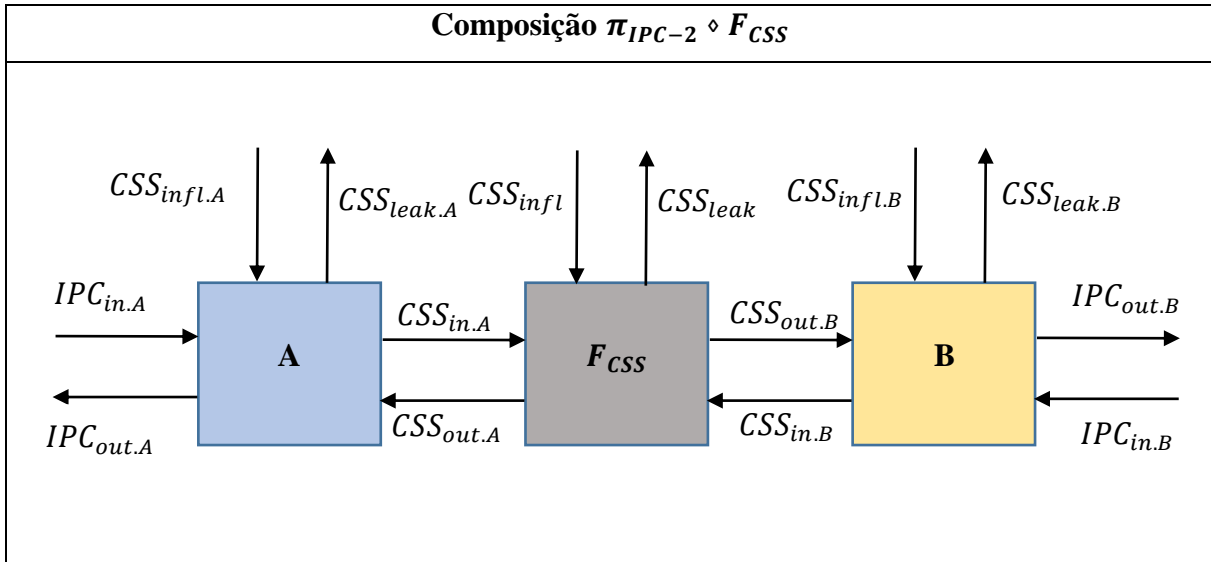 Composição π_{IPC−2} ⋄ F_{CSS}
CSS_{infl.A}
CSS_{leak.A}
CSS_{infl}
CSS_{leak}
CSS_{infl.B}
CSS_{leak.B}
IPC_{in.A}
IPC_{out.A}
A
CSS_{in.A}
CSS_{out.A}
F_{CSS}
CSS_{out.B}
CSS_{in.B}
B
IPC_{out.B}
IPC_{in.B}